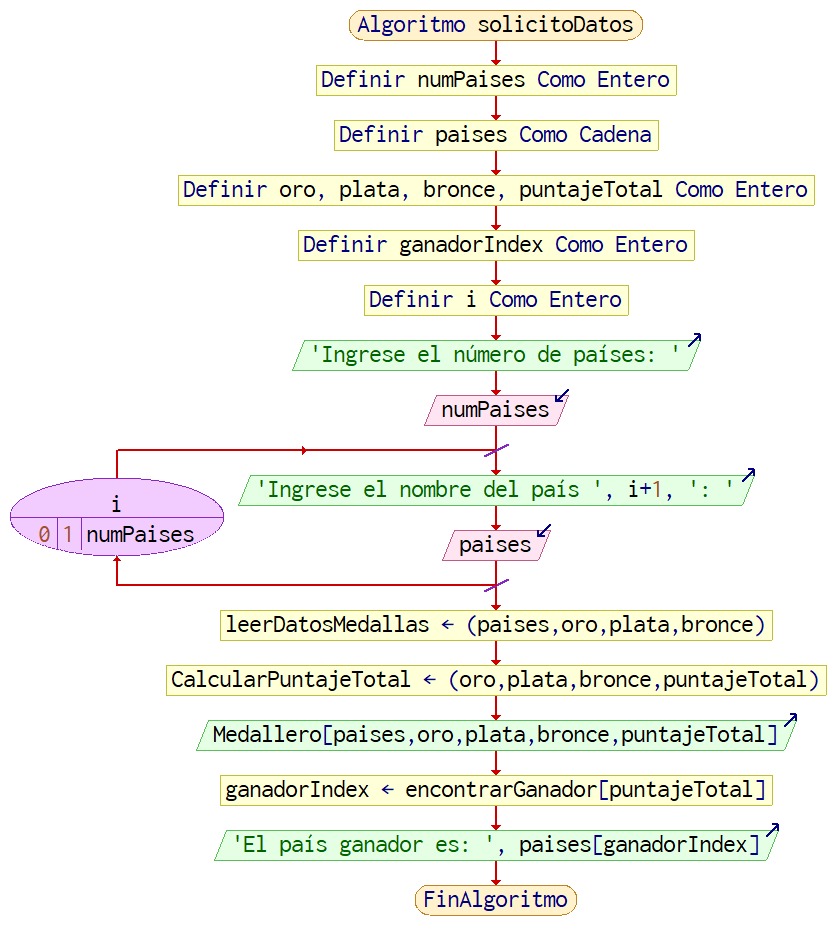 Algoritmo solicitoDatos
Definir numPaises Como Entero
Definir paises Como Cadena
Definir oro, plata, bronce, puntajeTotal Como Entero
Definir ganadorIndex Como Entero
Definir i Como Entero
'Ingrese el número de países: '
numPaises
i
0 1 numPaises
'Ingrese el nombre del país ', i+1, ': '
paises
leerDatosMedallas ← (paises,oro,plata,bronce)
CalcularPuntajeTotal ← (oro,plata,bronce,puntajeTotal)
Medallero[paises,oro,plata,bronce,puntajeTotal]
ganadorIndex ← encontrarGanador[puntajeTotal]
'El país ganador es: ', paises[ganadorIndex]
FinAlgoritmo